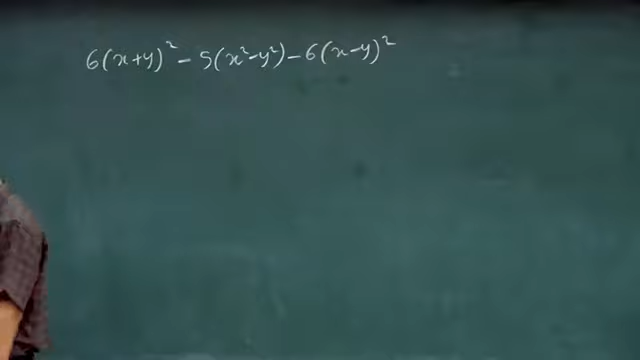 6(x+y)² - 5(x²-y²) - 6(x-y)²